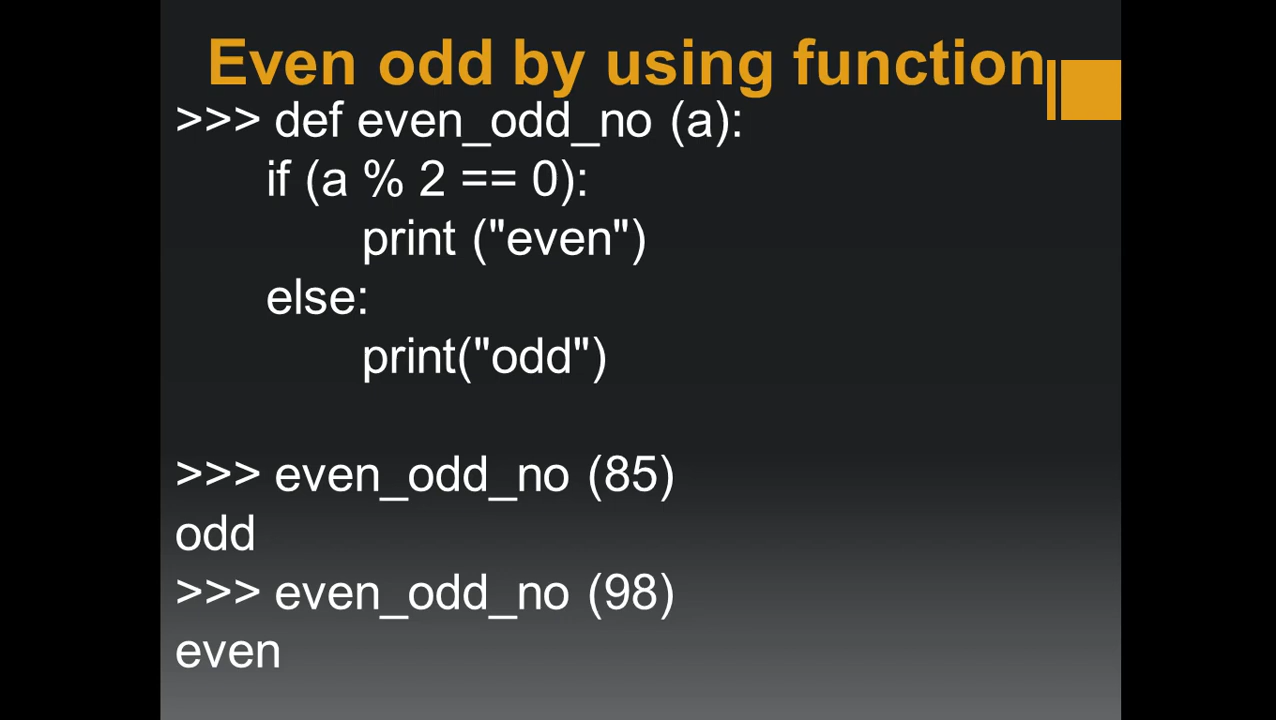 Even odd by using function
>>> def even_odd_no (a):
if (a % 2 == 0):
print ("even")
else:
print("odd")
>>> even_odd_no (85)
odd
>>> even_odd_no (98)
even